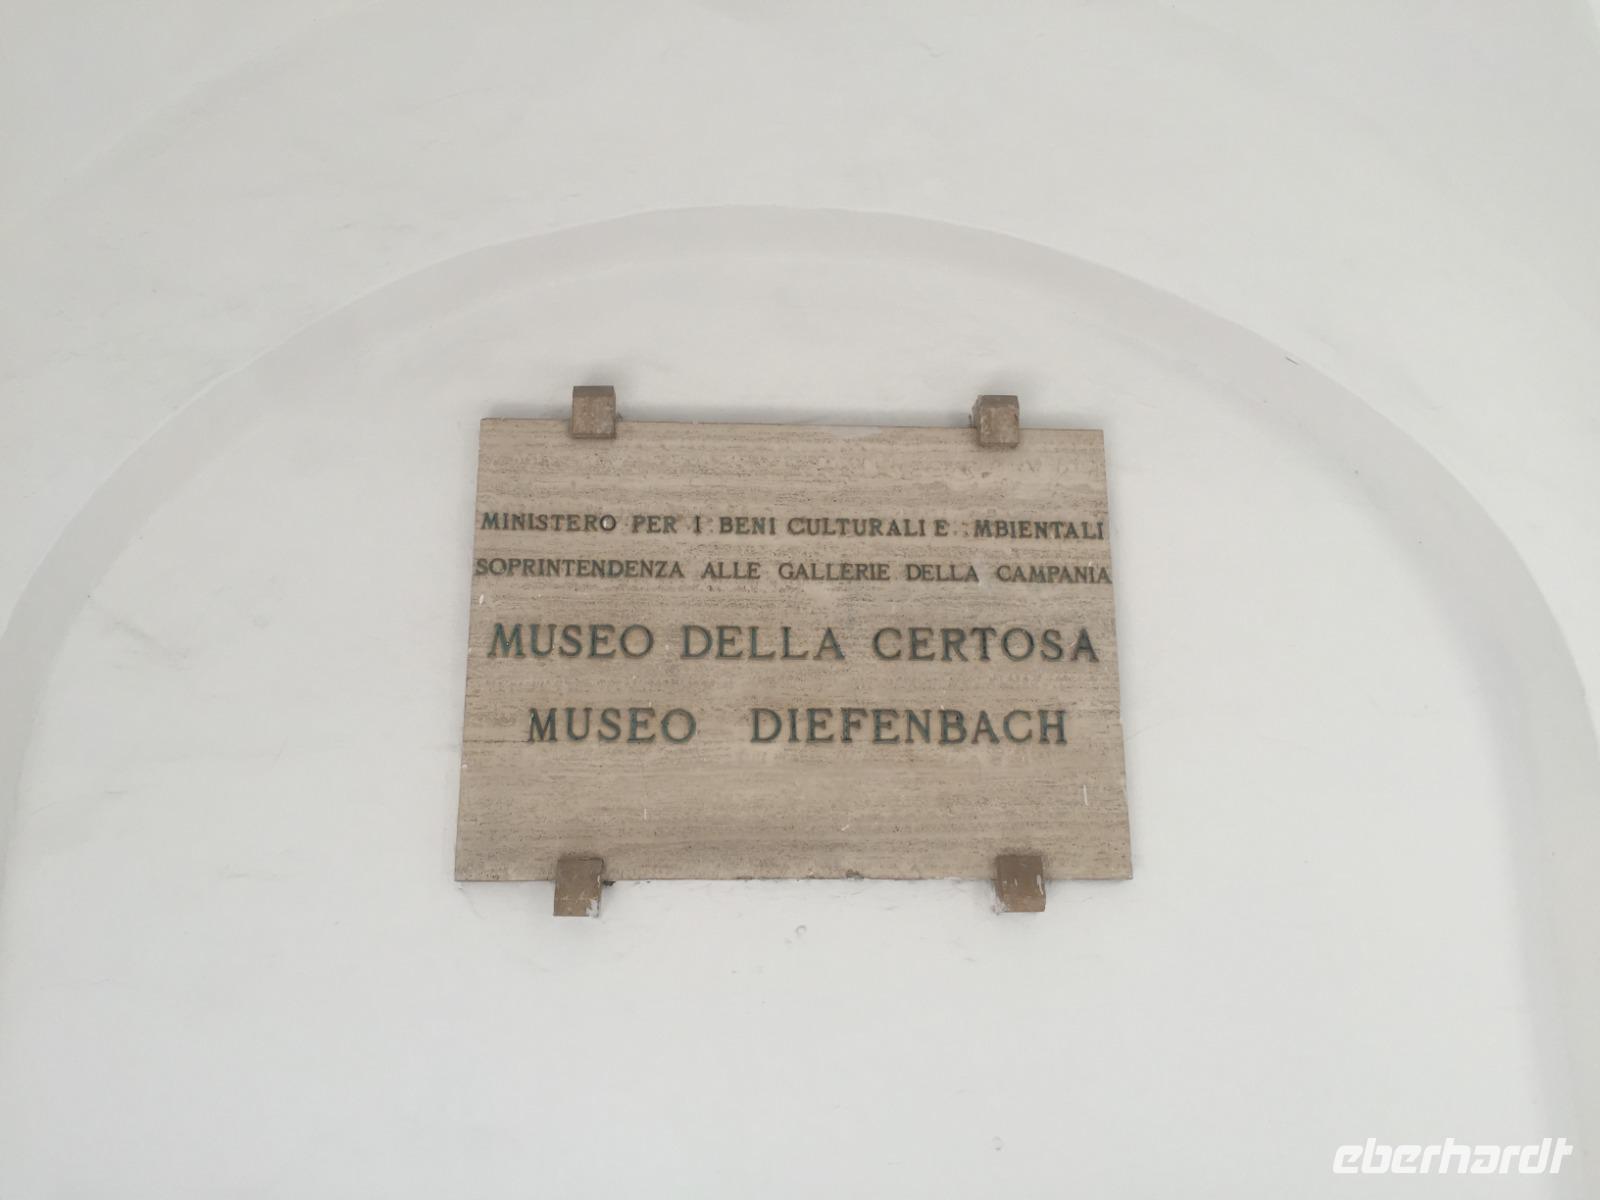 MINISTERO PER I BENI CULTURALI E MBIENTALI
SOPRINTENDENZA ALLE GALLERIE DELLA CAMPANIA
MUSEO DELLA CERTOSA
MUSEO DIEFENBACH
eberhardt